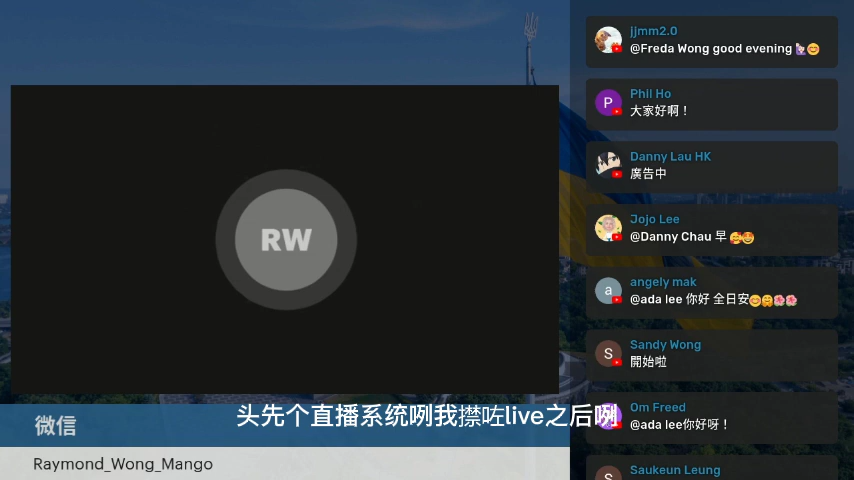 RW
头先个直播系统咧我㩒咗live之后咧
微信
Raymond_Wong_Mango
jjmm2.0
@Freda Wong good evening 🙋🏻‍♀️😊
Phil Ho
P
大家好啊！
Danny Lau HK
廣告中
Jojo Lee
@Danny Chau 早 🥰🤩
angely mak
a
@ada lee 你好 全日安😊🤗🌺🌺
Sandy Wong
S
開始啦
Om Freed
@ada lee你好呀！
Saukeun Leung
S